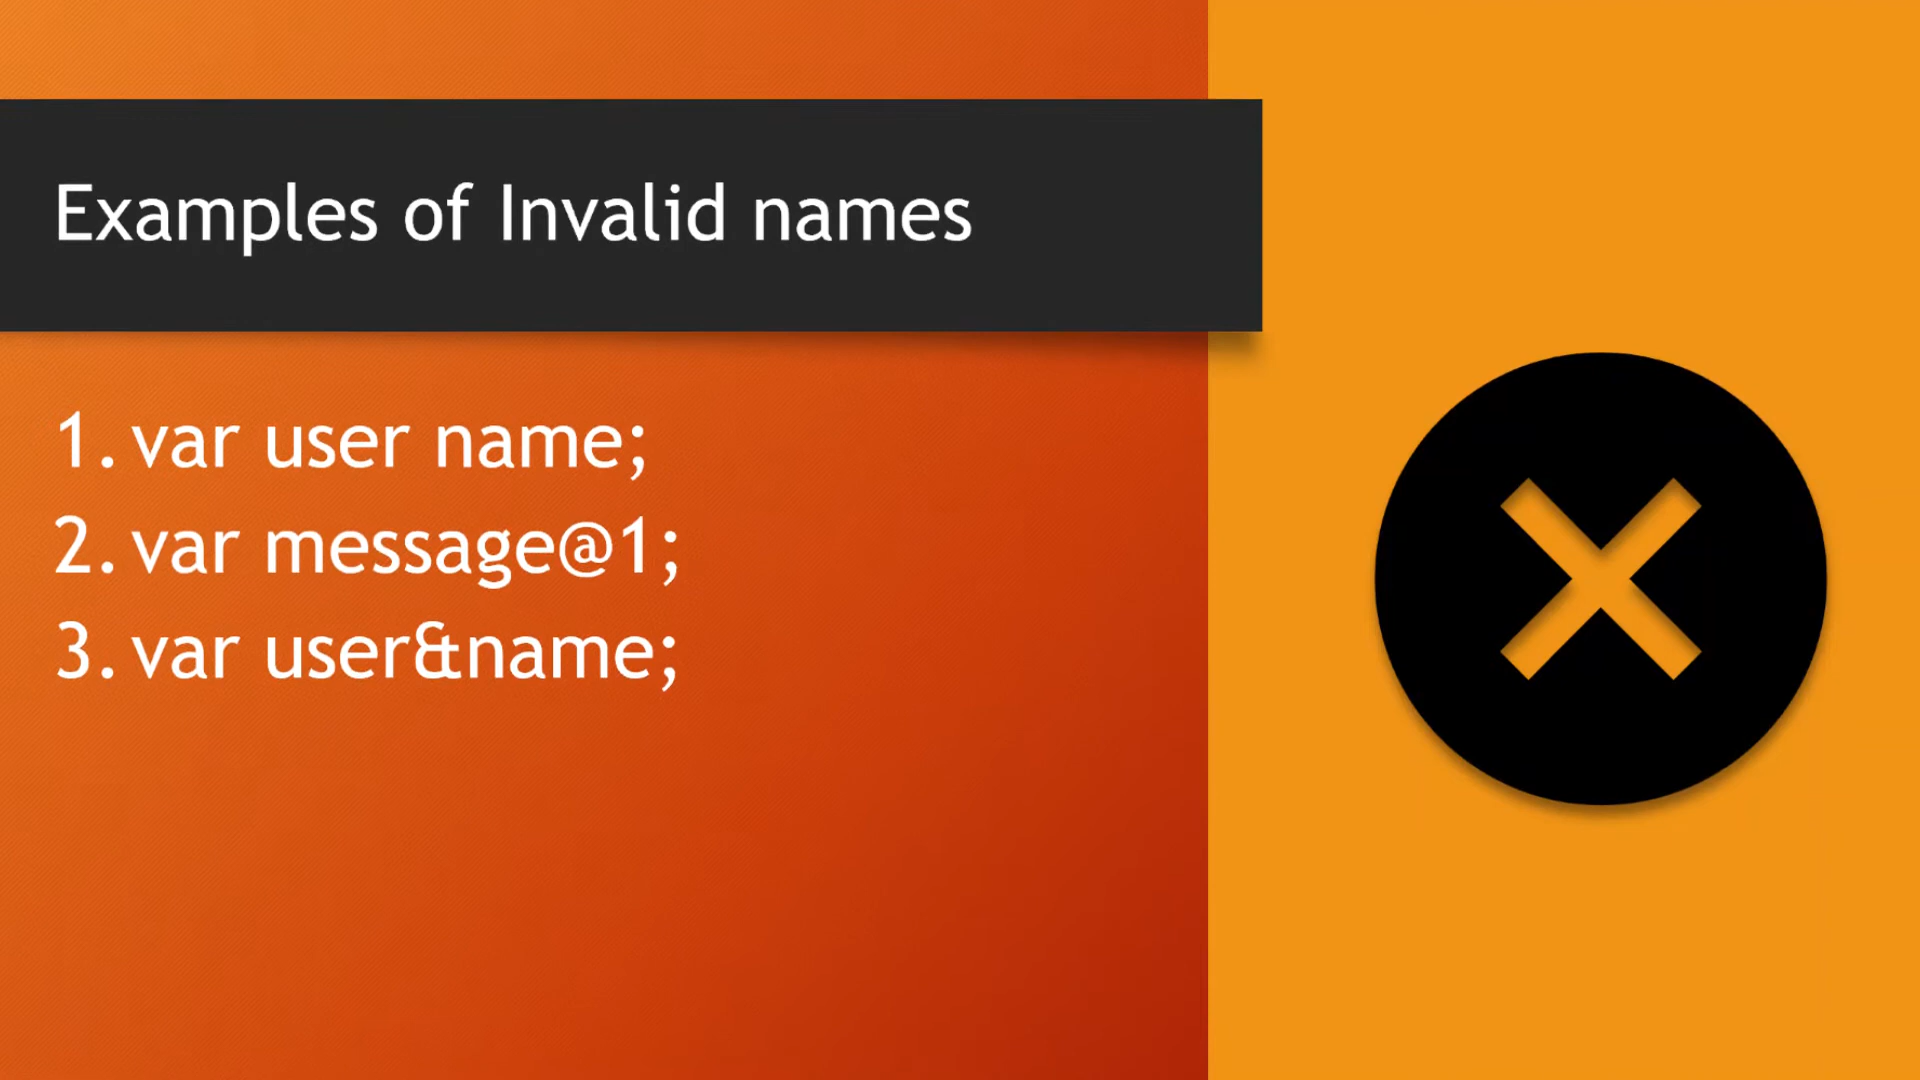 Examples of Invalid names
1. var user name;
2. var message@1;
3. var user&name;